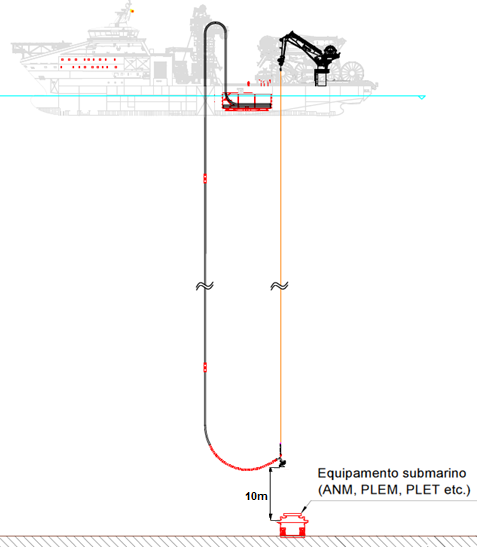 Equipamento submarino
(ANM, PLEM, PLET etc.)
10m